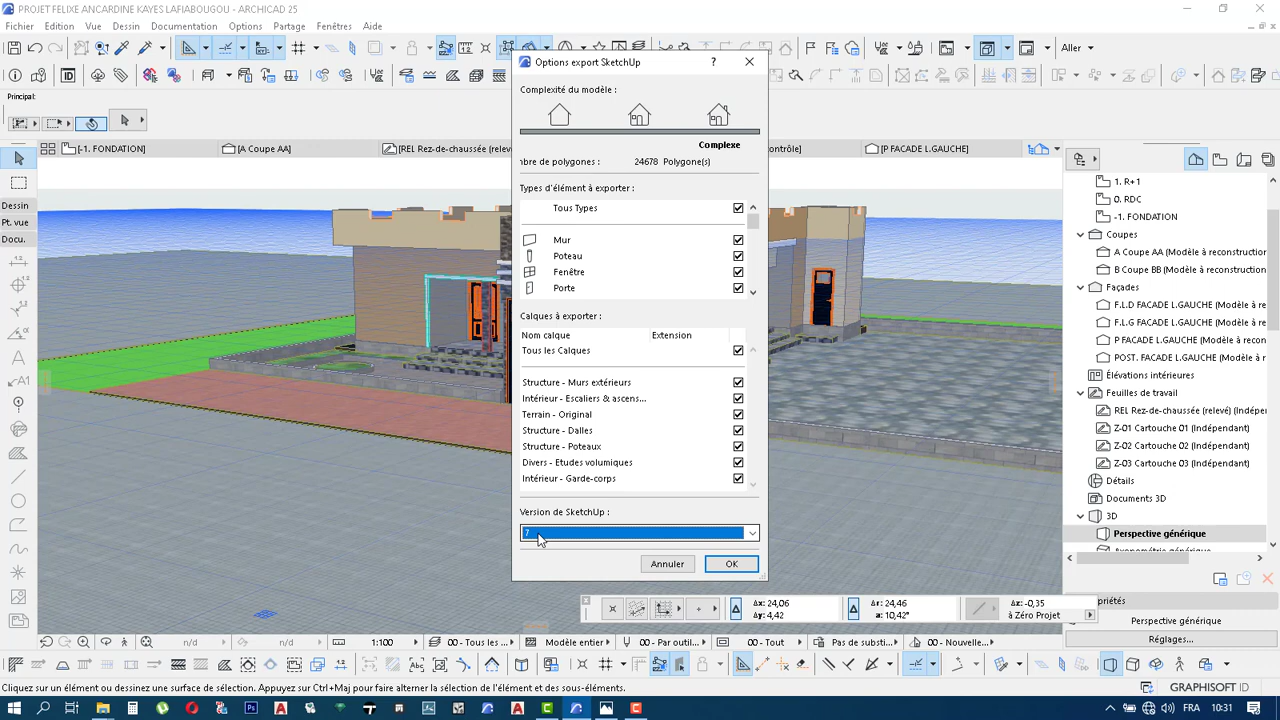 PROJET FELIXE ANCARDINE KAYES LAFIABOUGOU - ARCHICAD 25
Fichier Edition Vue Dessin Documentation Options Partage Fenêtres Aide
Aller
Principal:
[-1. FONDATION]
[A Coupe AA]
[REL Rez-de-chaussée (relev
ontrôle]
[P FACADE L.GAUCHE]
Dessin
Pt. vue
Docu.
Options export SketchUp
?
Complexité du modèle :
Complexe
ıbre de polygones : 24678 Polygone(s)
Types d'élément à exporter :
Tous Types
Mur
Poteau
Fenêtre
Porte
Calques à exporter :
Nom calque Extension
Tous les Calques
Structure - Murs extérieurs
Intérieur - Escaliers & ascens...
Terrain - Original
Structure - Dalles
Structure - Poteaux
Divers - Etudes volumiques
Intérieur - Garde-corps
Version de SketchUp :
7
Annuler OK
1. R+1
0. RDC
-1. FONDATION
Coupes
A Coupe AA (Modèle à reconstruction
B Coupe BB (Modèle à reconstruction
Façades
F.L.D FACADE L.GAUCHE (Modèle à r
F.L.G FACADE L.GAUCHE (Modèle à r
P FACADE L.GAUCHE (Modèle à recon
POST. FACADE L.GAUCHE (Modèle à
Élévations intérieures
Feuilles de travail
REL Rez-de-chaussée (relevé) (Indéper
Z-01 Cartouche 01 (Indépendant)
Z-02 Cartouche 02 (Indépendant)
Z-03 Cartouche 03 (Indépendant)
Détails
Documents 3D
3D
Perspective générique
opriétés
Perspective générique
Réglages...
Δx: 24,06
Δy: 4,42
Δr: 24,46
a: 10,42°
Δz: -0,35
à Zéro Projet
n/d
n/d
1:100
00 - Tous les ...
Modèle entier
00 - Par outi...
00 - Tout
Pas de substi...
00 - Nouvelle...
Cliquez sur un élément ou dessinez une surface de sélection. Appuyez sur Ctrl+Maj pour faire alterner la sélection de l'élément et des sous-éléments.
GRAPHISOFT ID
FRA 10:31